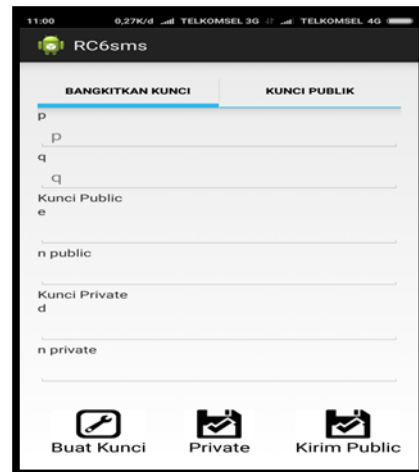 11:00 0,27K/d TELKOMSEL 3G TELKOMSEL 4G
RC6sms
BANGKITKAN KUNCI KUNCI PUBLIK
p
p
q
q
Kunci Public
e
n public
Kunci Private
d
n private
Buat Kunci Private Kirim Public